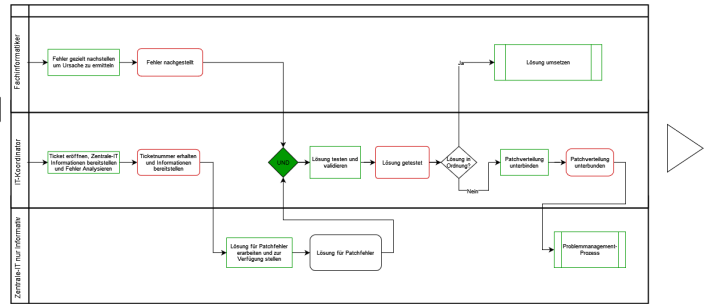 Fachinformatiker
Fehler gezielt nachstellen
um Ursache zu ermitteln
Fehler nachgestellt
Ja
Lösung umsetzen
IT-Koordinator
Ticket eröffnen, Zentrale-IT
Informationen bereitstellen
und Fehler Analysieren
Ticketnummer erhalten
und Informationen
bereitstellen
UND
Lösung testen und
validieren
Lösung getestet
Lösung in
Ordnung?
Nein
Patchverteilung
unterbinden
Patchverteilung
unterbunden
Zentrale-IT nur Informativ
Lösung für Patchfehler
erarbeiten und zur
Verfügung stellen
Lösung für Patchfehler
Problemmanagement-
Prozess